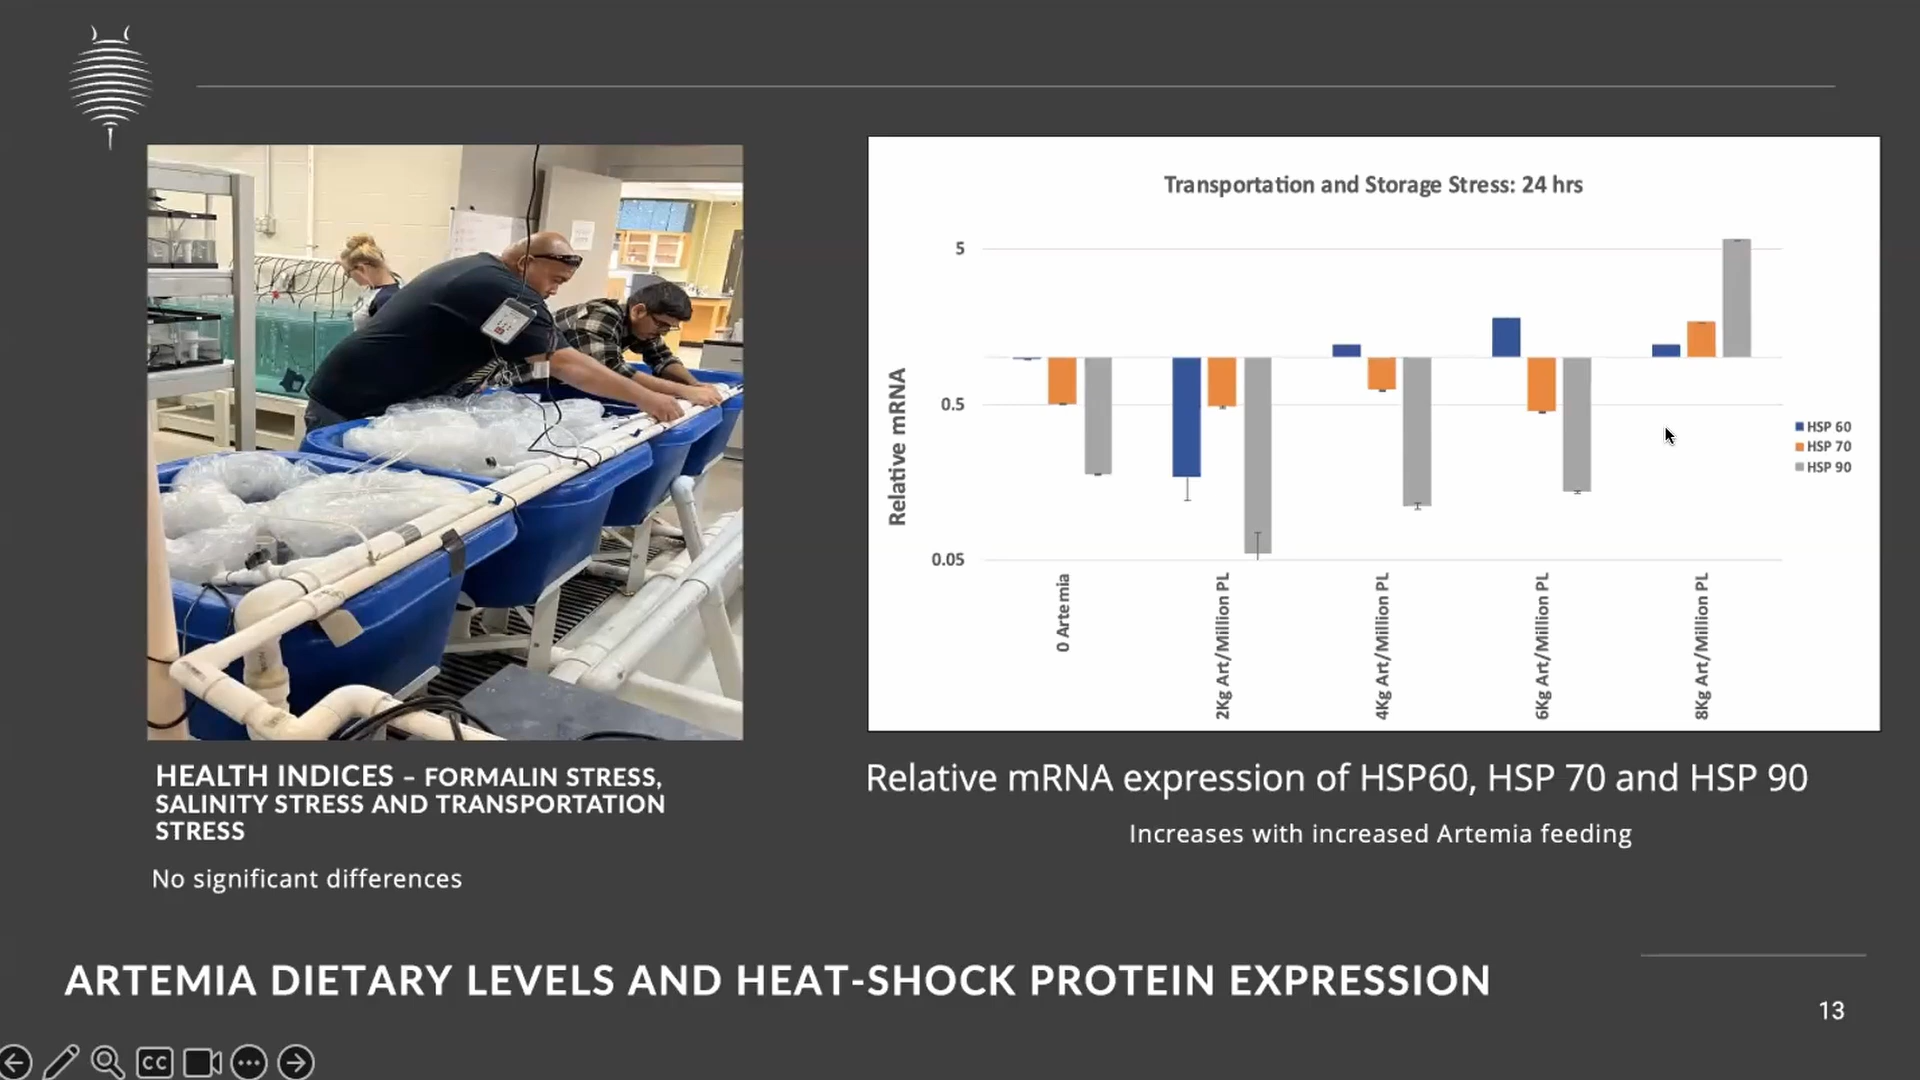 Transportation and Storage Stress: 24 hrs
5
0.5
0.05
Relative mRNA
HSP 60
HSP 70
HSP 90
0 Artemia
2Kg Art/Million PL
4Kg Art/Million PL
6Kg Art/Million PL
8Kg Art/Million PL
HEALTH INDICES – FORMALIN STRESS,
SALINITY STRESS AND TRANSPORTATION
STRESS
No significant differences
Relative mRNA expression of HSP60, HSP 70 and HSP 90
Increases with increased Artemia feeding
ARTEMIA DIETARY LEVELS AND HEAT-SHOCK PROTEIN EXPRESSION
13
CC